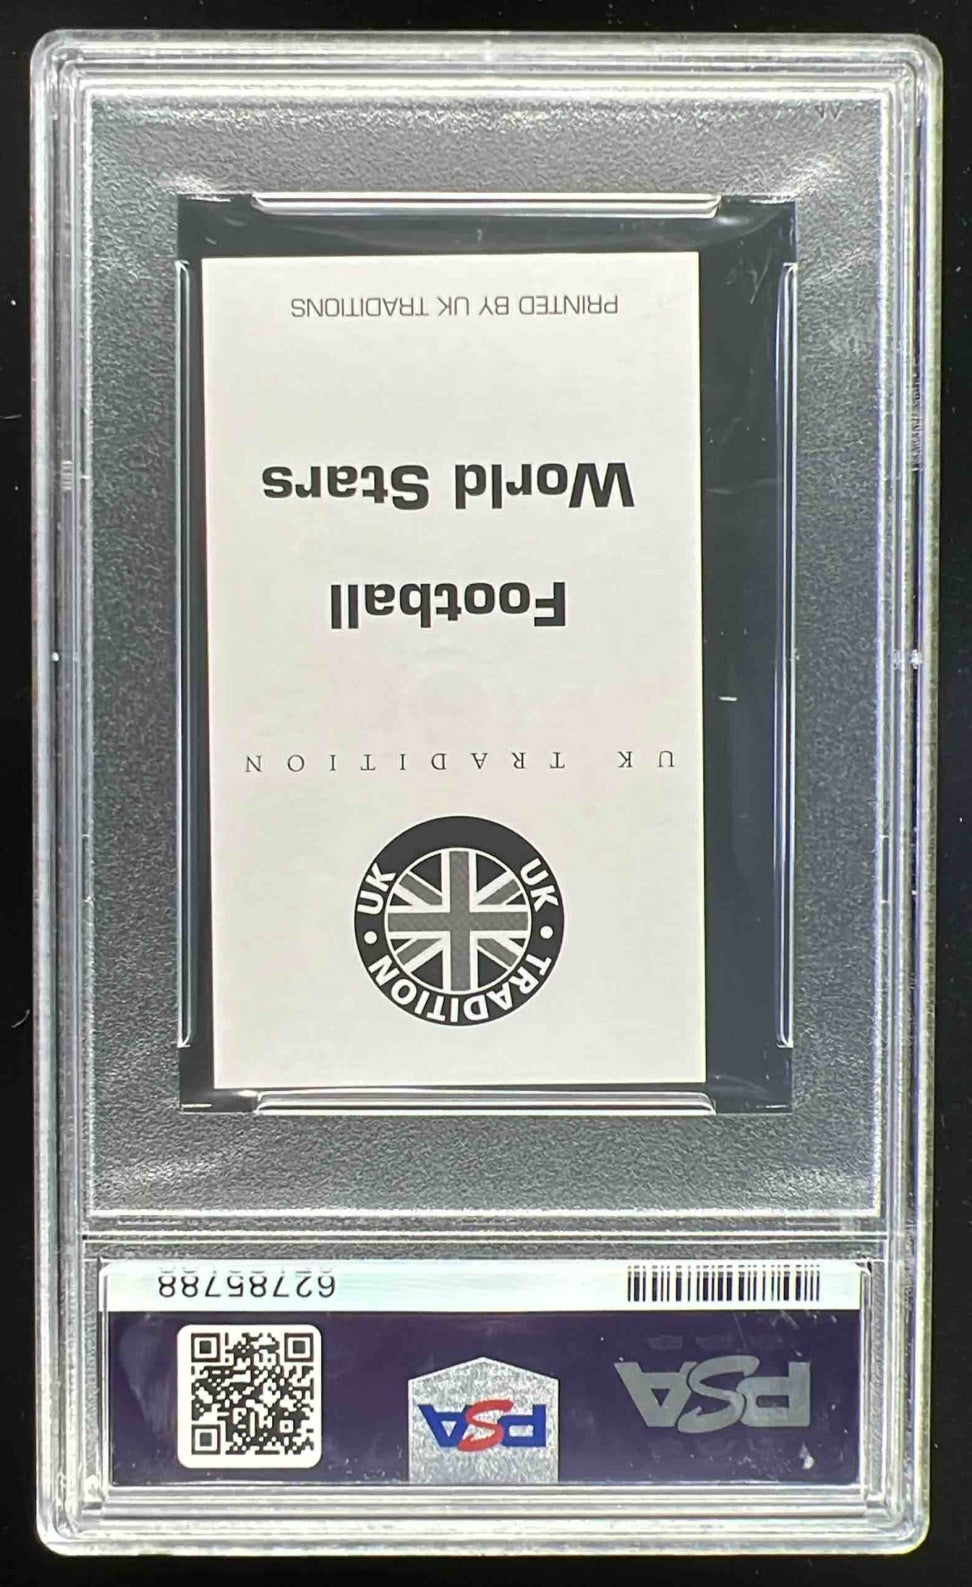 PSA
PSA
62785788
UK • TRADITION • UK
UK TRADITION
Football
World Stars
PRINTED BY UK TRADITIONS